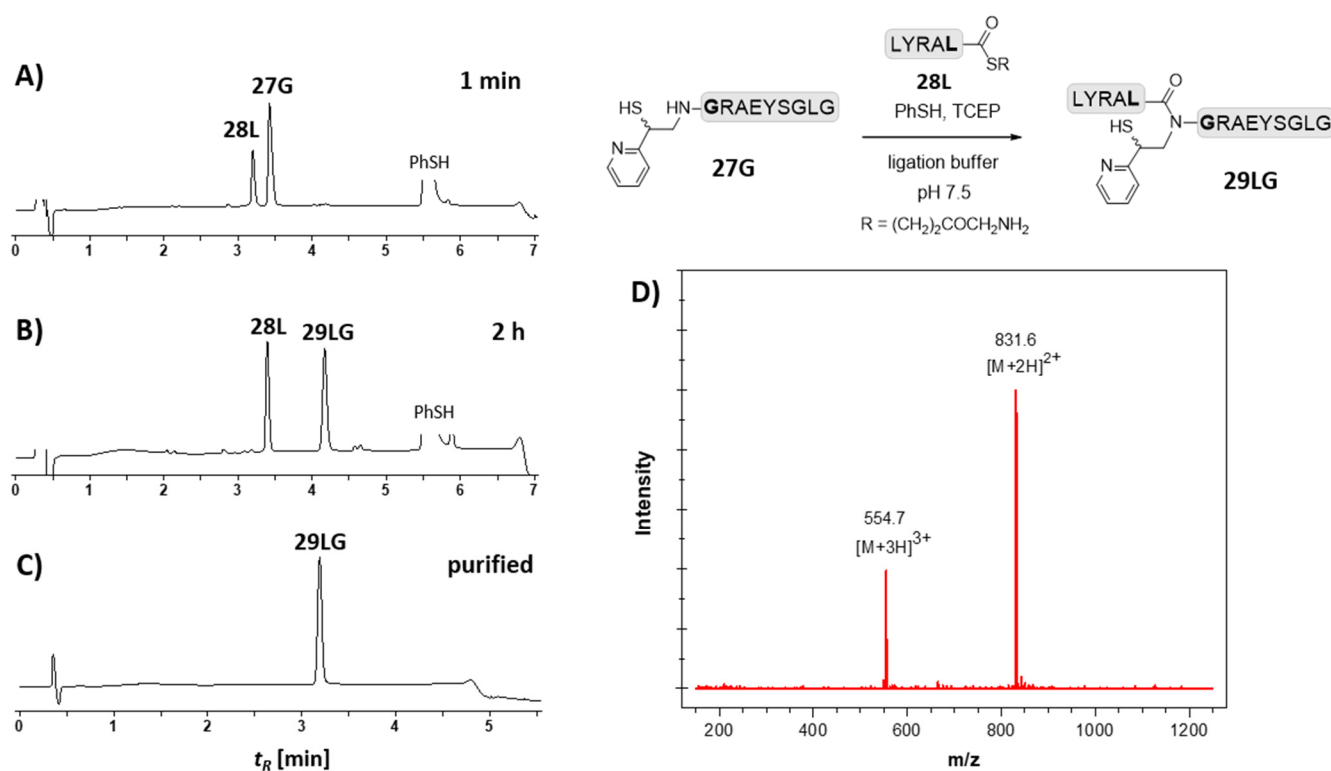 A)
1 min
27G
28L
PhSH
0 1 2 3 4 5 6 7
B)
2 h
28L
29LG
PhSH
0 1 2 3 4 5 6 7
C)
purified
29LG
0 1 2 3 4 5
tR [min]
LYRAL
O
SR
28L
HS
HN
GRAEYSGLG
N
27G
PhSH, TCEP
ligation buffer
pH 7.5
R = (CH2)2COCH2NH2
O
LYRAL
HS
N
GRAEYSGLG
N
29LG
D)
831.6
[M+2H]2+
554.7
[M+3H]3+
Intensity
200 400 600 800 1000 1200
m/z